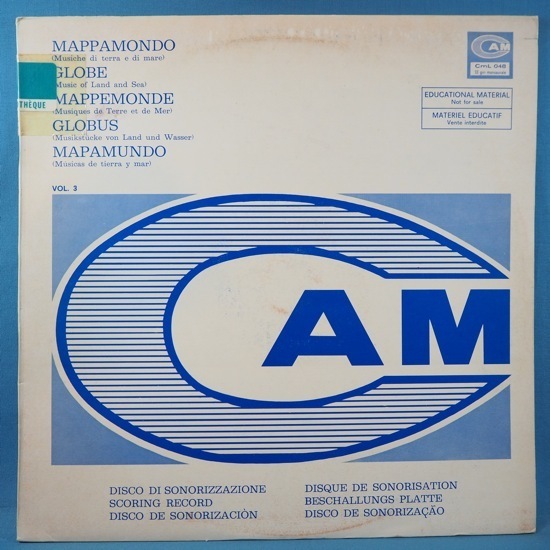 MAPPAMONDO
(Musiche di terra e di mare)
GLOBE
(Music of Land and Sea)
MAPPEMONDE
(Musiques de Terre et de Mer)
GLOBUS
(Musikstücke von Land und Wasser)
MAPAMUNDO
(Músicas de tierra y mar)
VOL. 3
OTHÈQUE
CAM
CmL 048
EDUCATIONAL MATERIAL
Not for sale
MATERIEL EDUCATIF
Vente interdite
CAM
DISCO DI SONORIZZAZIONE
SCORING RECORD
DISCO DE SONORIZACIÒN
DISQUE DE SONORISATION
BESCHALLUNGS PLATTE
DISCO DE SONORIZAÇÃO